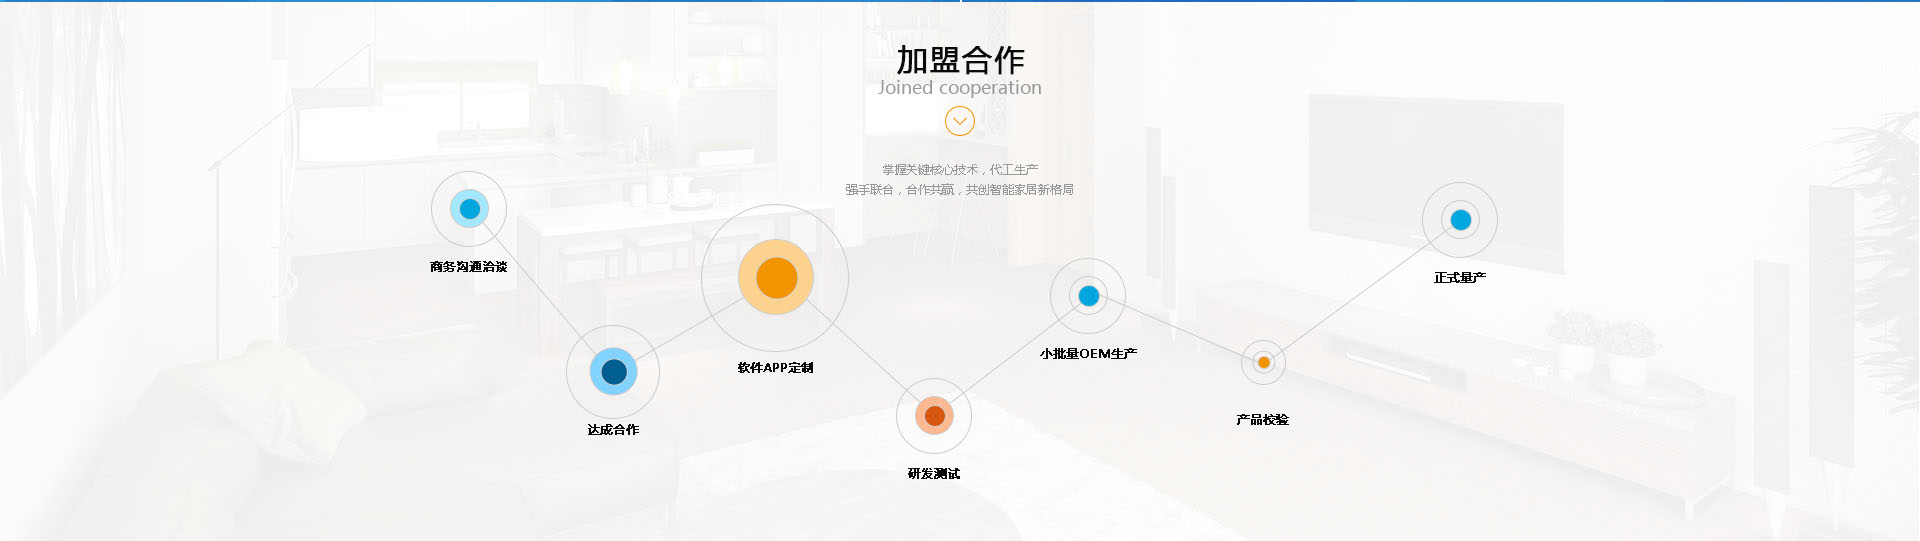 加盟合作
Joined cooperation
掌握关键核心技术，代工生产
强手联合，合作共赢，共创智能家居新格局
商务沟通洽谈
达成合作
软件APP定制
研发测试
小批量OEM生产
产品校验
正式量产